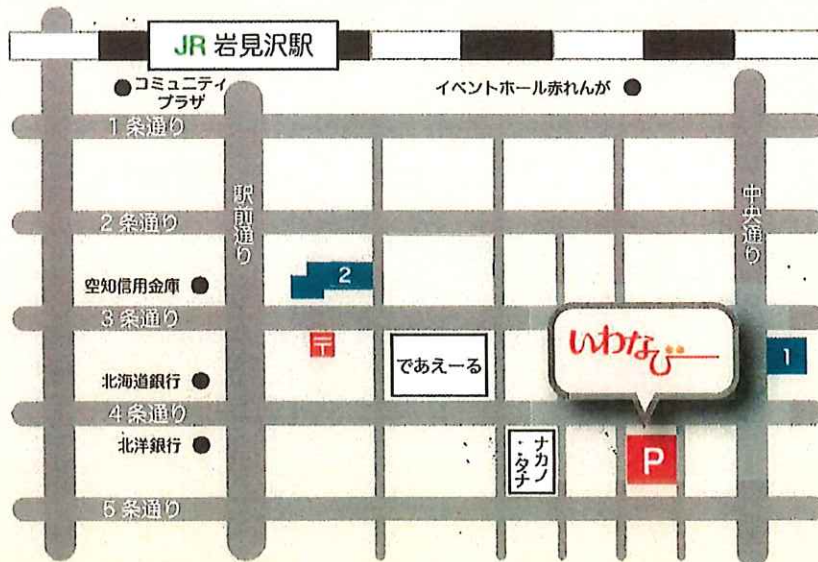 JR 岩見沢駅
コミュニティ
プラザ
イベントホール赤れんが
1条通り
駅前通り
中央通り
2条通り
2
空知信用金庫
3条通り
〒
であえーる
いわなびー
1
北海道銀行
4条通り
北洋銀行
ナカノ
・タナ
P
5条通り